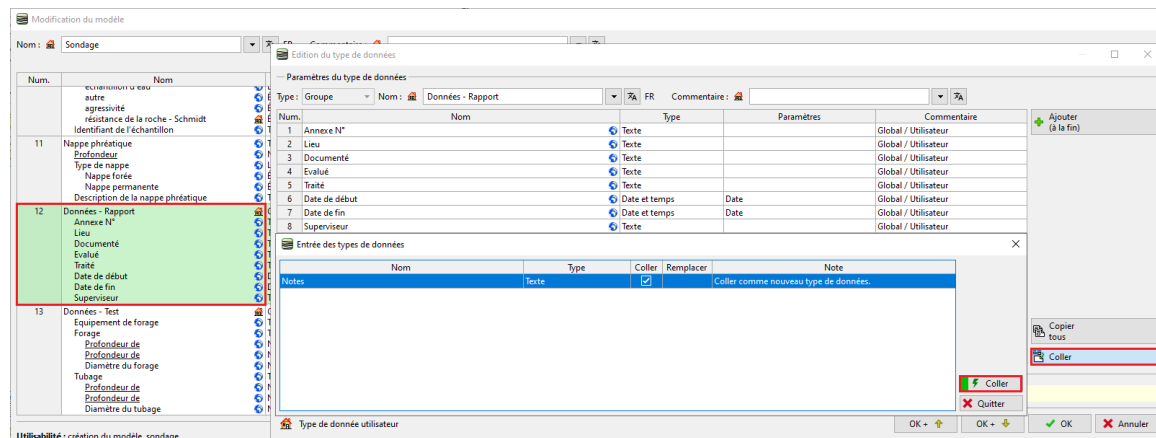 Modification du modèle
Nom : Sondage FR Commentaire :
Edition du type de données
Paramètres du type de données
Type : Groupe Nom : Données - Rapport FR Commentaire :
Num. Nom
échantillon d'eau
autre
agressivité
résistance de la roche - Schmidt
Identifiant de l'échantillon
11 Nappe phréatique
Profondeur
Type de nappe
Nappe forée
Nappe permanente
Description de la nappe phréatique
12 Données - Rapport
Annexe N°
Lieu
Documenté
Evalué
Traité
Date de début
Date de fin
Superviseur
13 Données - Test
Equipement de forage
Forage
Profondeur de
Profondeur de
Diamètre du forage
Tubage
Profondeur de
Profondeur de
Diamètre du tubage
Utilisabilité : création du modèle, sondage
Num. Nom Type Paramètres Commentaire
1 Annexe N° Texte Global / Utilisateur
2 Lieu Texte Global / Utilisateur
3 Documenté Texte Global / Utilisateur
4 Evalué Texte Global / Utilisateur
5 Traité Texte Global / Utilisateur
6 Date de début Date et temps Date Global / Utilisateur
7 Date de fin Date et temps Date Global / Utilisateur
8 Superviseur Texte Global / Utilisateur
Ajouter
(à la fin)
Entrée des types de données
Nom Type Coller Remplacer Note
Notes Texte Coller comme nouveau type de données.
Coller
Quitter
Copier
tous
Coller
Type de donnée utilisateur
OK + OK + OK Annuler